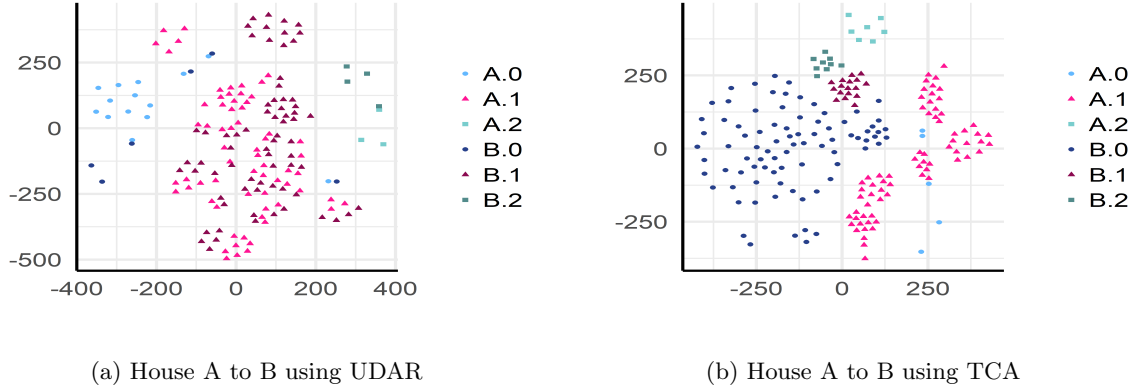 250
0
-250
-500
-400
-200
0
200
400
A.0
A.1
A.2
B.0
B.1
B.2
250
0
-250
-250
0
250
A.0
A.1
A.2
B.0
B.1
B.2
(a) House A to B using UDAR
(b) House A to B using TCA